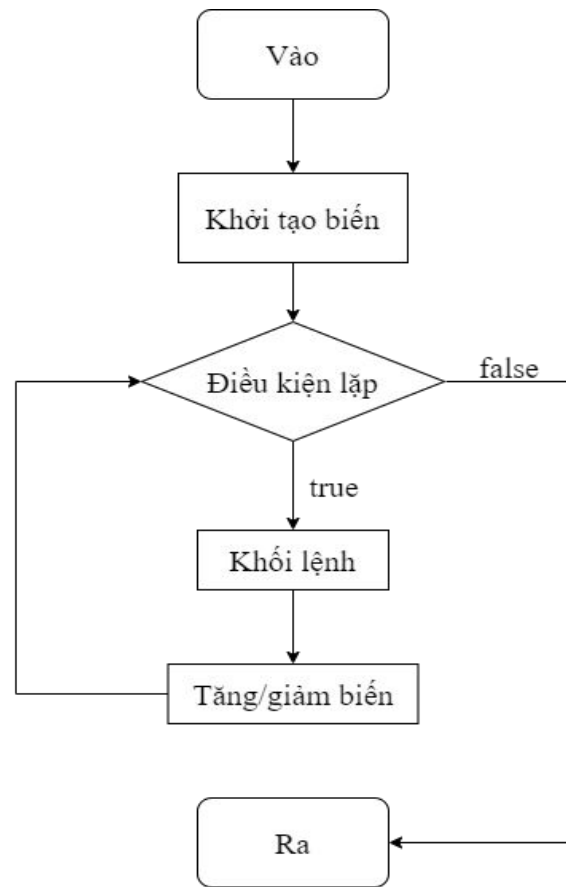 Vào
Khởi tạo biến
Điều kiện lặp
false
true
Khối lệnh
Tăng/giảm biến
Ra